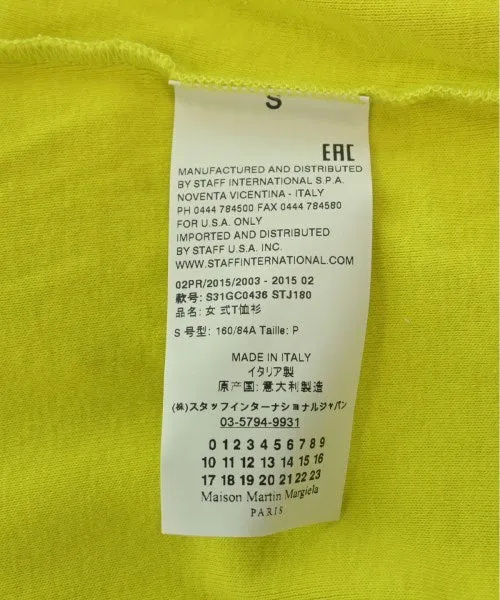 S
EAC
MANUFACTURED AND DISTRIBUTED
BY STAFF INTERNATIONAL S.P.A.
NOVENTA VICENTINA - ITALY
PH 0444 784500 FAX 0444 784580
FOR U.S.A. ONLY
IMPORTED AND DISTRIBUTED
BY STAFF U.S.A. INC.
WWW.STAFFINTERNATIONAL.COM
02PR/2015/2003 - 2015 02
款号: S31GC0436 STJ180
品名: 女 式T恤衫
S 号型: 160/84A Taille: P
MADE IN ITALY
イタリア製
原产国: 意大利製造
(株)スタッフインターナショナルジャパン
03-5794-9931
0 1 2 3 4 5 6 7 8 9
10 11 12 13 14 15 16
17 18 19 20 21 22 23
Maison Martin Margiela
PARIS